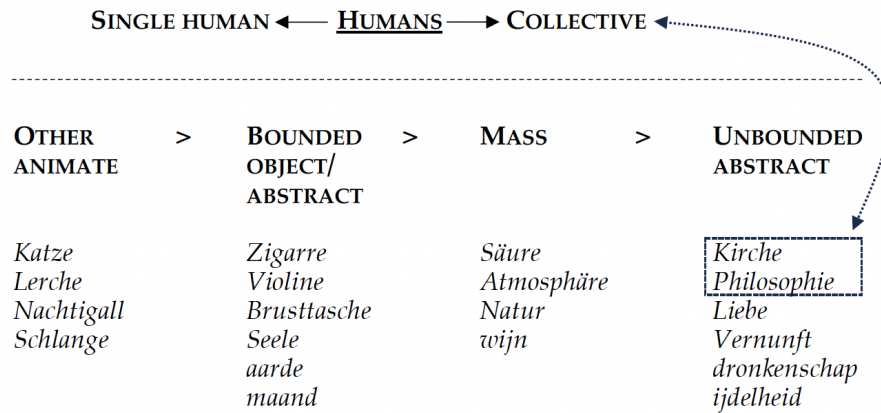 SINGLE HUMAN HUMANS COLLECTIVE
OTHER > BOUNDED > MASS > UNBOUNDED
ANIMATE OBJECT/ ABSTRACT
ABSTRACT
Katze Zigarre Säure Kirche
Lerche Violine Atmosphäre Philosophie
Nachtigall Brusttasche Natur Liebe
Schlange Seele wijn Vernunft
aarde dronkenschap
maand ijdelheid